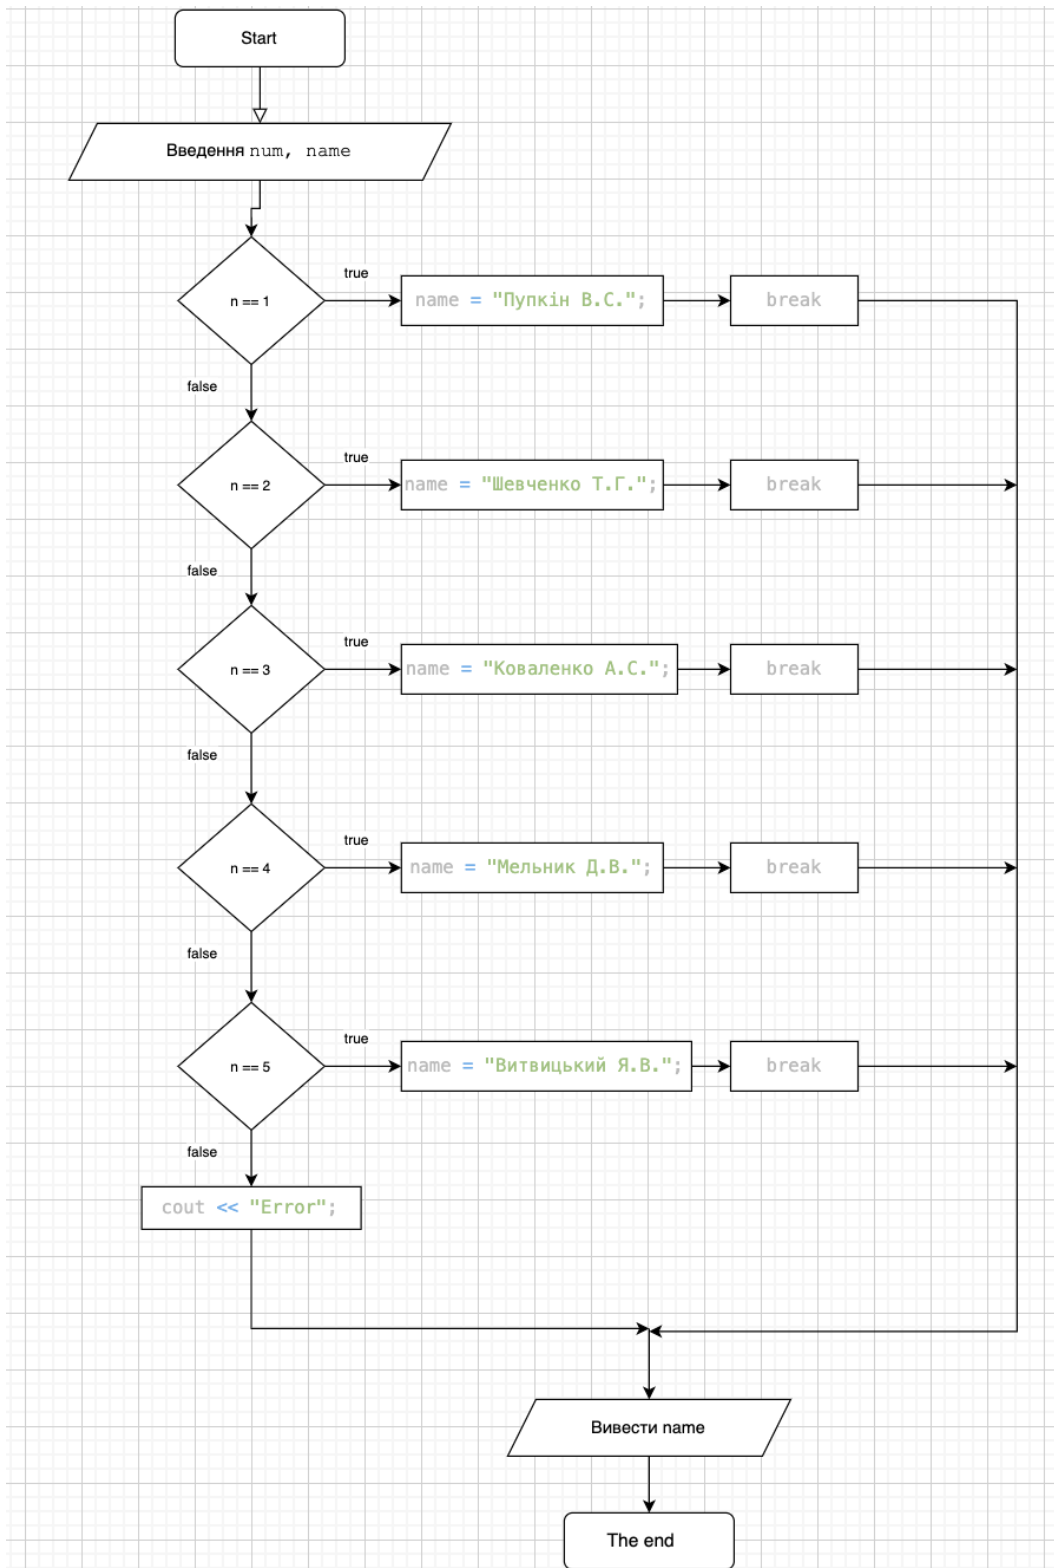 Start
Введення num, name
n == 1
true
name = "Пупкін В.С.";
break
false
n == 2
true
name = "Шевченко Т.Г.";
break
false
n == 3
true
name = "Коваленко А.С.";
break
false
n == 4
true
name = "Мельник Д.В.";
break
false
n == 5
true
name = "Витвицький Я.В.";
break
false
cout << "Error";
Вивести name
The end